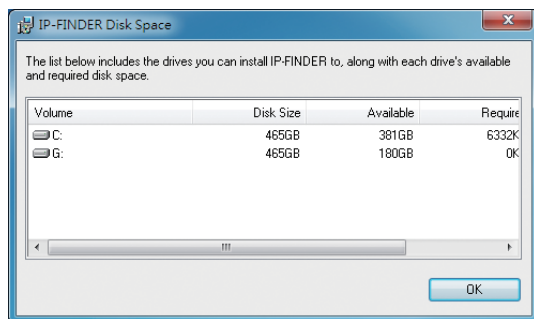 IP-FINDER Disk Space
The list below includes the drives you can install IP-FINDER to, along with each drive's available
and required disk space.
Volume Disk Size Available Require
C: 465GB 381GB 6332K
G: 465GB 180GB 0K
OK